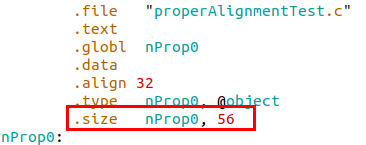 .file "properAlignmentTest.c"
.text
.globl nProp0
.data
.align 32
.type nProp0, @object
.size nProp0, 56
nProp0: